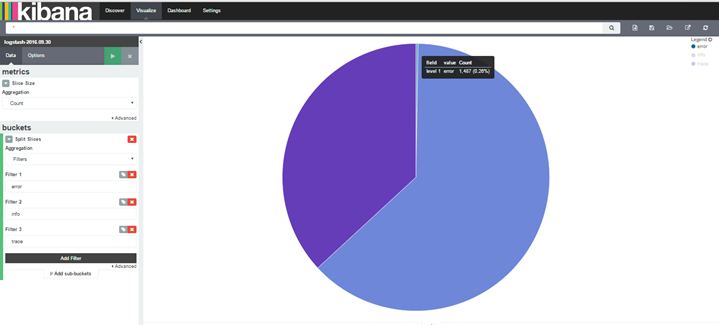 kibana
Discover Visualize Dashboard Settings
*
logstash-2016.09.30
Data Options
metrics
Slice Size
Aggregation
Count
Advanced
buckets
Split Slices
Aggregation
Filters
Filter 1
error
Filter 2
info
Filter 3
trace
Add Filter
Advanced
Add sub-buckets
field value Count
level 1 error 1,487 (0.26%)
Legend
error
info
trace